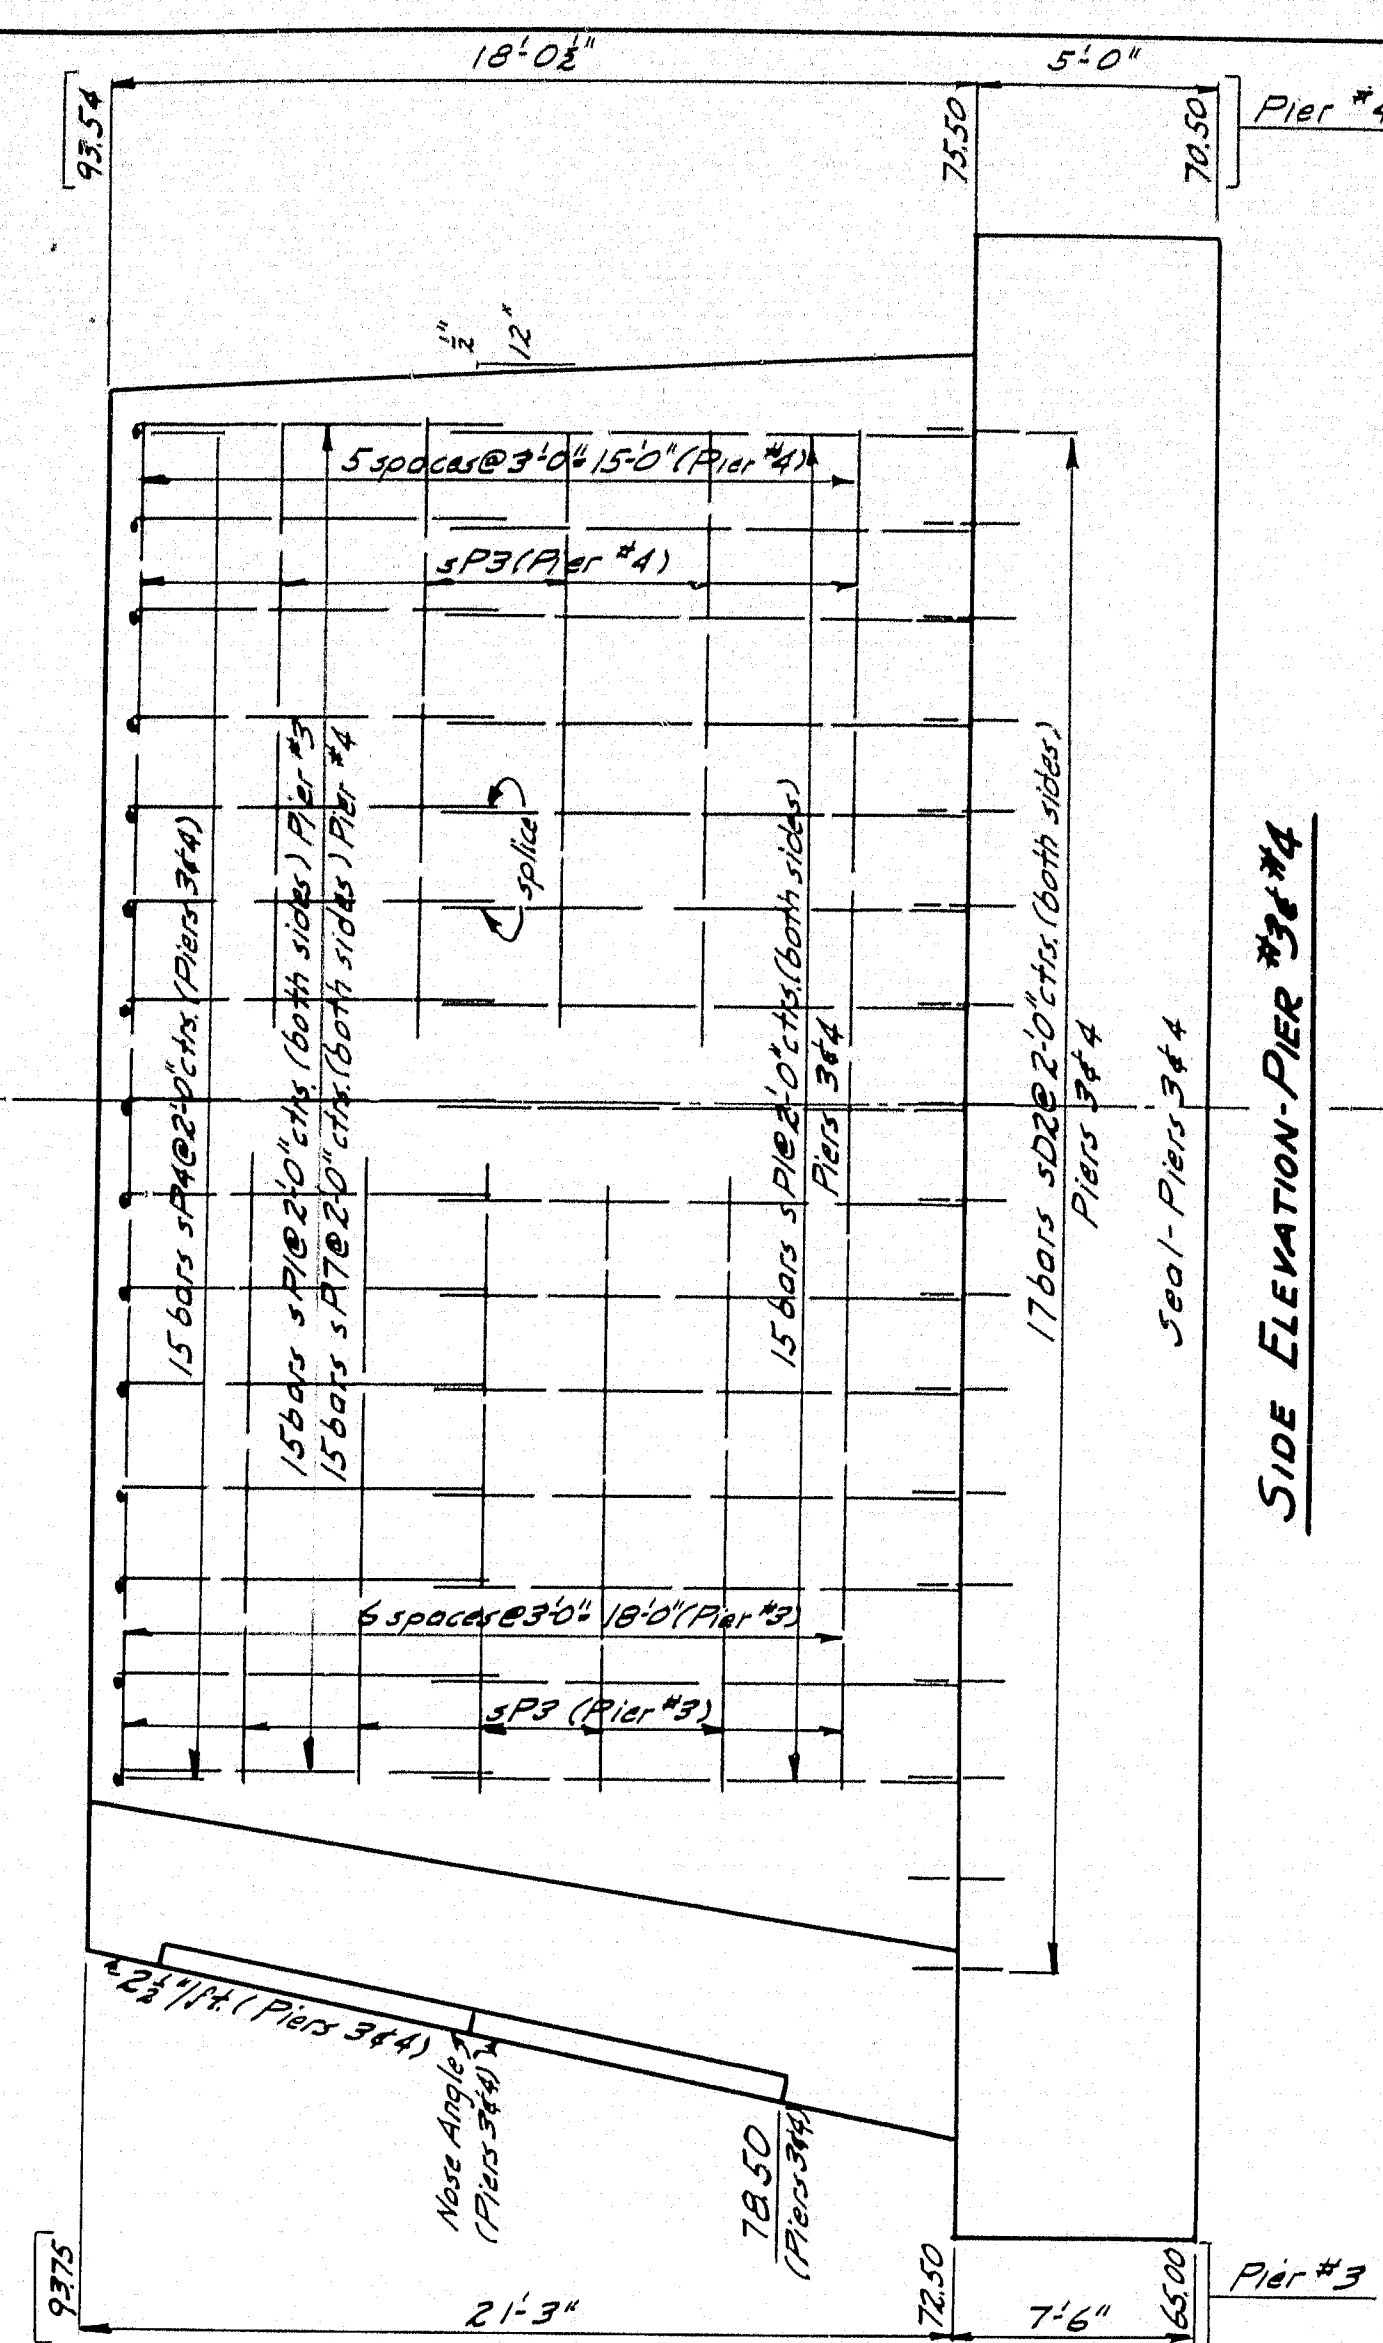 18'-0½"
5'-0"
93.54
75.50
70.50
Pier #4
½"
12"
5 spaces@3'-0"=15'-0"(Pier #4)
sP3(Pier #4)
15 bars sP4@2'-0"ctrs.(Piers 3&4)
15bars sP1@2'-0"ctrs.(both sides) Pier #3
15bars sP7@2'-0"ctrs.(both sides) Pier #4
splice
15 bars sP1@2'-0"ctrs.(both sides)
Piers 3&4
17bars sD2@2'-0"ctrs.(both sides)
Piers 3&4
Seal-Piers 3&4
SIDE ELEVATION-PIER #3&#4
6 spaces@3'-0"=18'-0"(Pier #3)
sP3 (Pier #3)
2½"/ft.(Piers 3&4)
Nose Angles
(Piers 3&4)
78.50
(Piers 3&4)
93.75
72.50
65.00
Pier #3
21'-3"
7'-6"